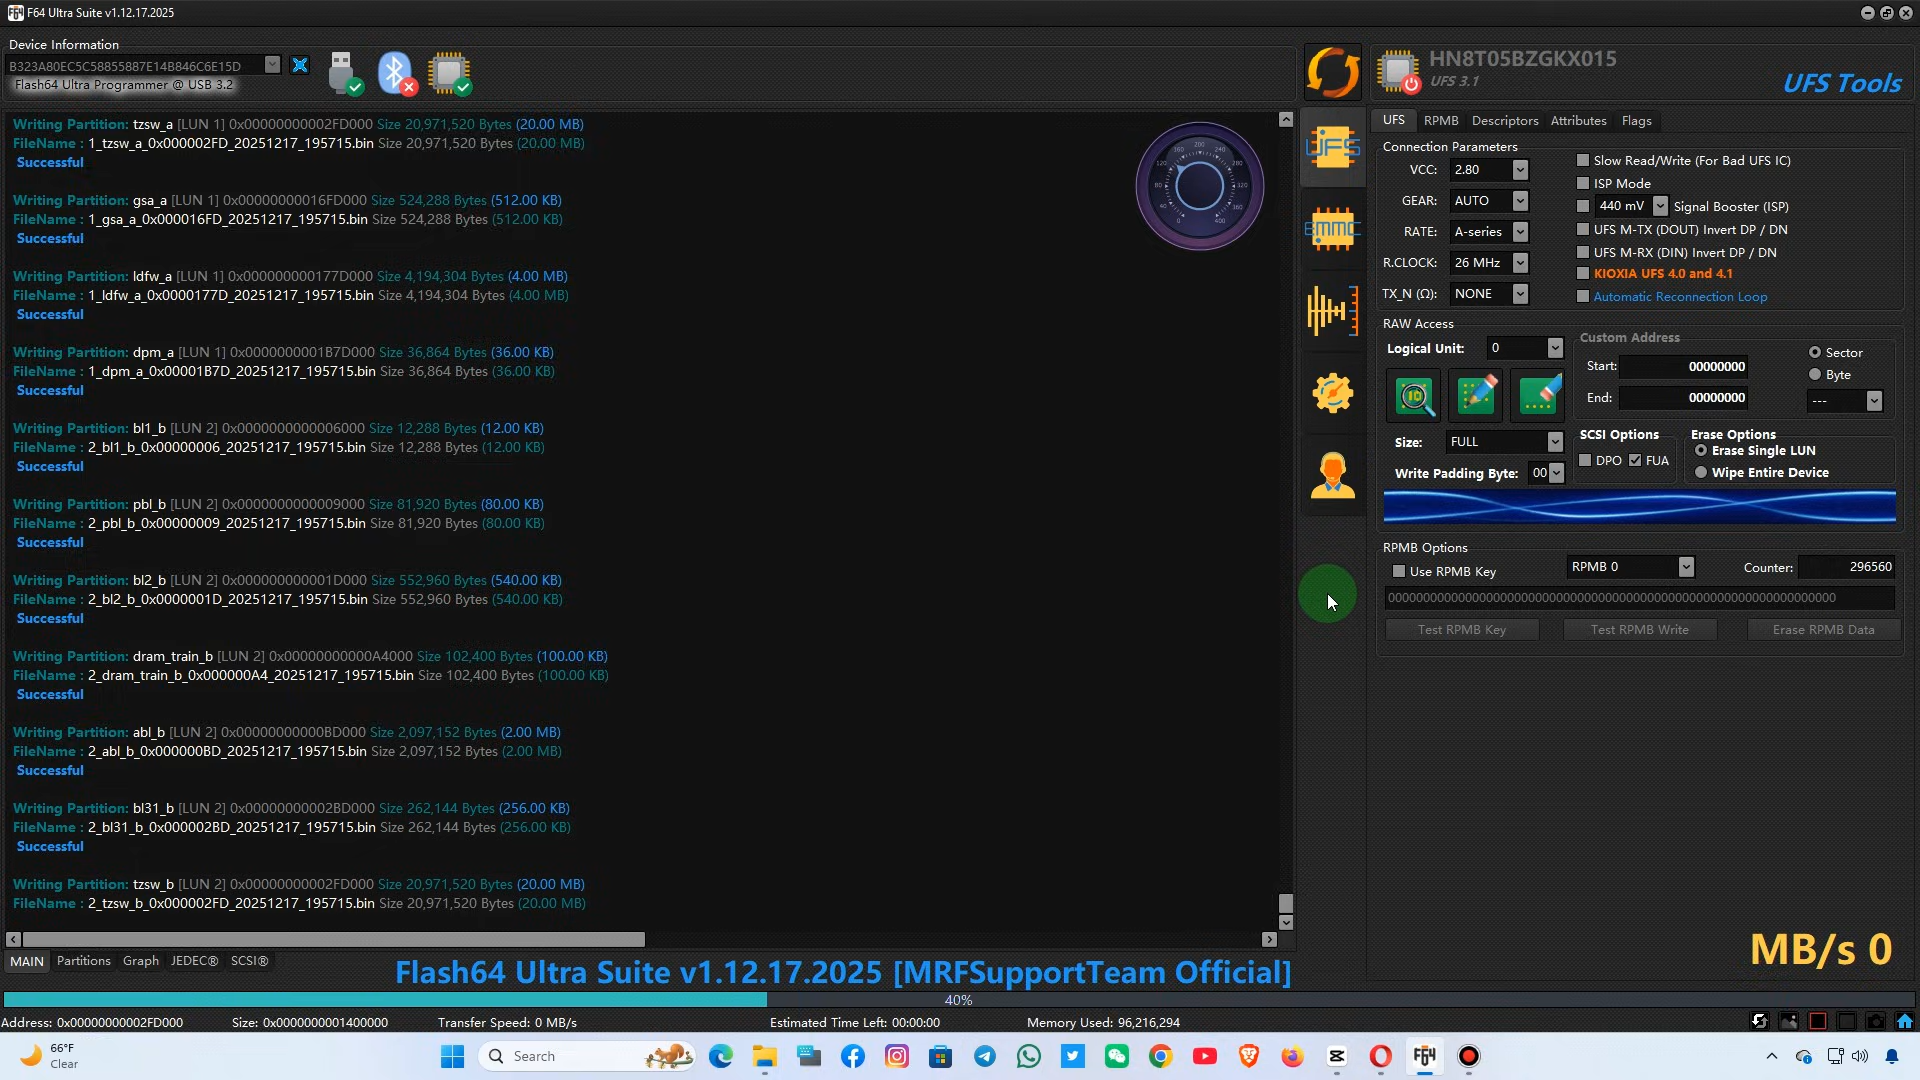 F64 Ultra Suite v1.12.17.2025
Device Information
B323A80EC5C58855887E14B846C6E15D
Flash64 Ultra Programmer @ USB 3.2
HN8T05BZGKX015
UFS 3.1
UFS Tools
Writing Partition: tzsw_a [LUN 1] 0x00000000002FD000 Size 20,971,520 Bytes (20.00 MB)
FileName : 1_tzsw_a_0x000002FD_20251217_195715.bin Size 20,971,520 Bytes (20.00 MB)
Successful
Writing Partition: gsa_a [LUN 1] 0x00000000016FD000 Size 524,288 Bytes (512.00 KB)
FileName : 1_gsa_a_0x000016FD_20251217_195715.bin Size 524,288 Bytes (512.00 KB)
Successful
Writing Partition: ldfw_a [LUN 1] 0x000000000177D000 Size 4,194,304 Bytes (4.00 MB)
FileName : 1_ldfw_a_0x0000177D_20251217_195715.bin Size 4,194,304 Bytes (4.00 MB)
Successful
Writing Partition: dpm_a [LUN 1] 0x0000000001B7D000 Size 36,864 Bytes (36.00 KB)
FileName : 1_dpm_a_0x00001B7D_20251217_195715.bin Size 36,864 Bytes (36.00 KB)
Successful
Writing Partition: bl1_b [LUN 2] 0x0000000000006000 Size 12,288 Bytes (12.00 KB)
FileName : 2_bl1_b_0x00000006_20251217_195715.bin Size 12,288 Bytes (12.00 KB)
Successful
Writing Partition: pbl_b [LUN 2] 0x0000000000009000 Size 81,920 Bytes (80.00 KB)
FileName : 2_pbl_b_0x00000009_20251217_195715.bin Size 81,920 Bytes (80.00 KB)
Successful
Writing Partition: bl2_b [LUN 2] 0x000000000001D000 Size 552,960 Bytes (540.00 KB)
FileName : 2_bl2_b_0x0000001D_20251217_195715.bin Size 552,960 Bytes (540.00 KB)
Successful
Writing Partition: dram_train_b [LUN 2] 0x00000000000A4000 Size 102,400 Bytes (100.00 KB)
FileName : 2_dram_train_b_0x000000A4_20251217_195715.bin Size 102,400 Bytes (100.00 KB)
Successful
Writing Partition: abl_b [LUN 2] 0x00000000000BD000 Size 2,097,152 Bytes (2.00 MB)
FileName : 2_abl_b_0x000000BD_20251217_195715.bin Size 2,097,152 Bytes (2.00 MB)
Successful
Writing Partition: bl31_b [LUN 2] 0x00000000002BD000 Size 262,144 Bytes (256.00 KB)
FileName : 2_bl31_b_0x000002BD_20251217_195715.bin Size 262,144 Bytes (256.00 KB)
Successful
Writing Partition: tzsw_b [LUN 2] 0x00000000002FD000 Size 20,971,520 Bytes (20.00 MB)
FileName : 2_tzsw_b_0x000002FD_20251217_195715.bin Size 20,971,520 Bytes (20.00 MB)
0 40 80 120 160 200 240 280 320 360 400
UFS
eMMC
UFS RPMB Descriptors Attributes Flags
Connection Parameters
VCC: 2.80
GEAR: AUTO
RATE: A-series
R.CLOCK: 26 MHz
TX_N (Ω): NONE
Slow Read/Write (For Bad UFS IC)
ISP Mode
440 mV Signal Booster (ISP)
UFS M-TX (DOUT) Invert DP / DN
UFS M-RX (DIN) Invert DP / DN
KIOXIA UFS 4.0 and 4.1
Automatic Reconnection Loop
RAW Access
Logical Unit: 0
Size: FULL
Write Padding Byte: 00
Custom Address
Start: 00000000
End: 00000000
Sector
Byte
---
SCSI Options
DPO FUA
Erase Options
Erase Single LUN
Wipe Entire Device
RPMB Options
Use RPMB Key
RPMB 0
Counter: 296560
0000000000000000000000000000000000000000000000000000000000000000
Test RPMB Key Test RPMB Write Erase RPMB Data
MB/s 0
MAIN Partitions Graph JEDEC® SCSI®
Flash64 Ultra Suite v1.12.17.2025 [MRFSupportTeam Official]
40%
Address: 0x00000000002FD000 Size: 0x0000000001400000 Transfer Speed: 0 MB/s Estimated Time Left: 00:00:00 Memory Used: 96,216,294
66°F
Clear
Search
F64